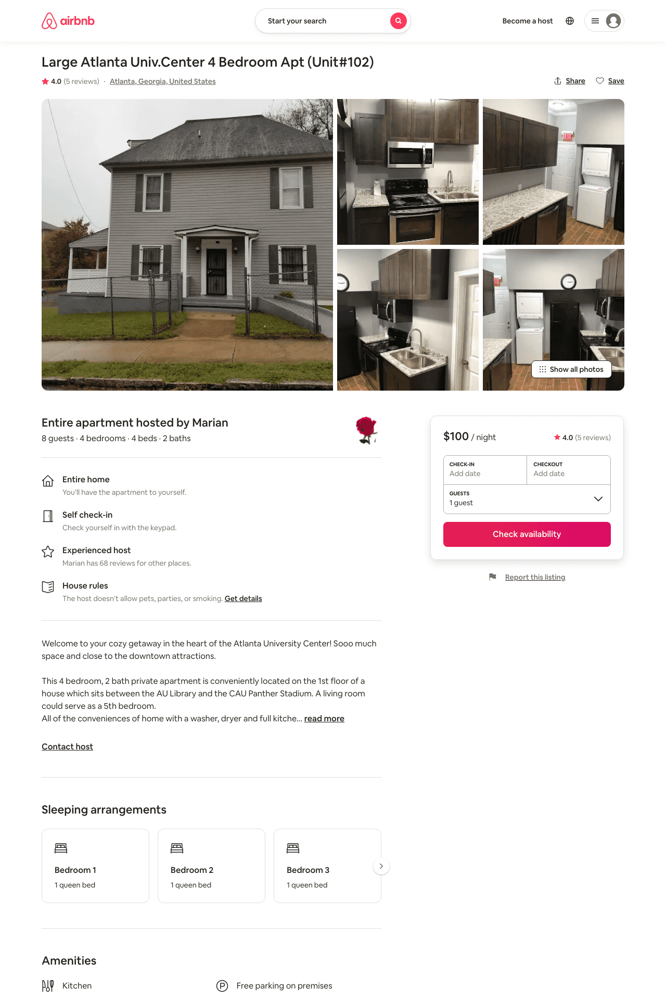 airbnb
Start your search
Become a host
Large Atlanta Univ.Center 4 Bedroom Apt (Unit#102)
4.0 (5 reviews) · Atlanta, Georgia, United States
Share
Save
EXIT
Show all photos
Entire apartment hosted by Marian
8 guests · 4 bedrooms · 4 beds · 2 baths
Entire home
You’ll have the apartment to yourself.
Self check-in
Check yourself in with the keypad.
Experienced host
Marian has 68 reviews for other places.
House rules
The host doesn’t allow pets, parties, or smoking. Get details
$100 / night
4.0 (5 reviews)
CHECK-IN
Add date
CHECKOUT
Add date
GUESTS
1 guest
Check availability
Report this listing
Welcome to your cozy getaway in the heart of the Atlanta University Center! Sooo much
space and close to the downtown attractions.
This 4 bedroom, 2 bath private apartment is conveniently located on the 1st floor of a
house which sits between the AU Library and the CAU Panther Stadium. A living room
could serve as a 5th bedroom.
All of the conveniences of home with a washer, dryer and full kitche... read more
Contact host
Sleeping arrangements
Bedroom 1
1 queen bed
Bedroom 2
1 queen bed
Bedroom 3
1 queen bed
Amenities
Kitchen
P
Free parking on premises